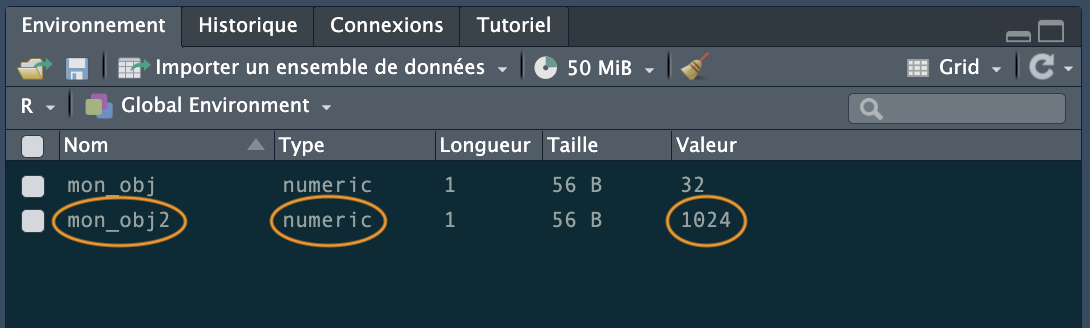 Environnement Historique Connexions Tutoriel
Importer un ensemble de données 50 MiB Grid
R Global Environment
Nom Type Longueur Taille Valeur
mon_obj numeric 1 56 B 32
mon_obj2 numeric 1 56 B 1024